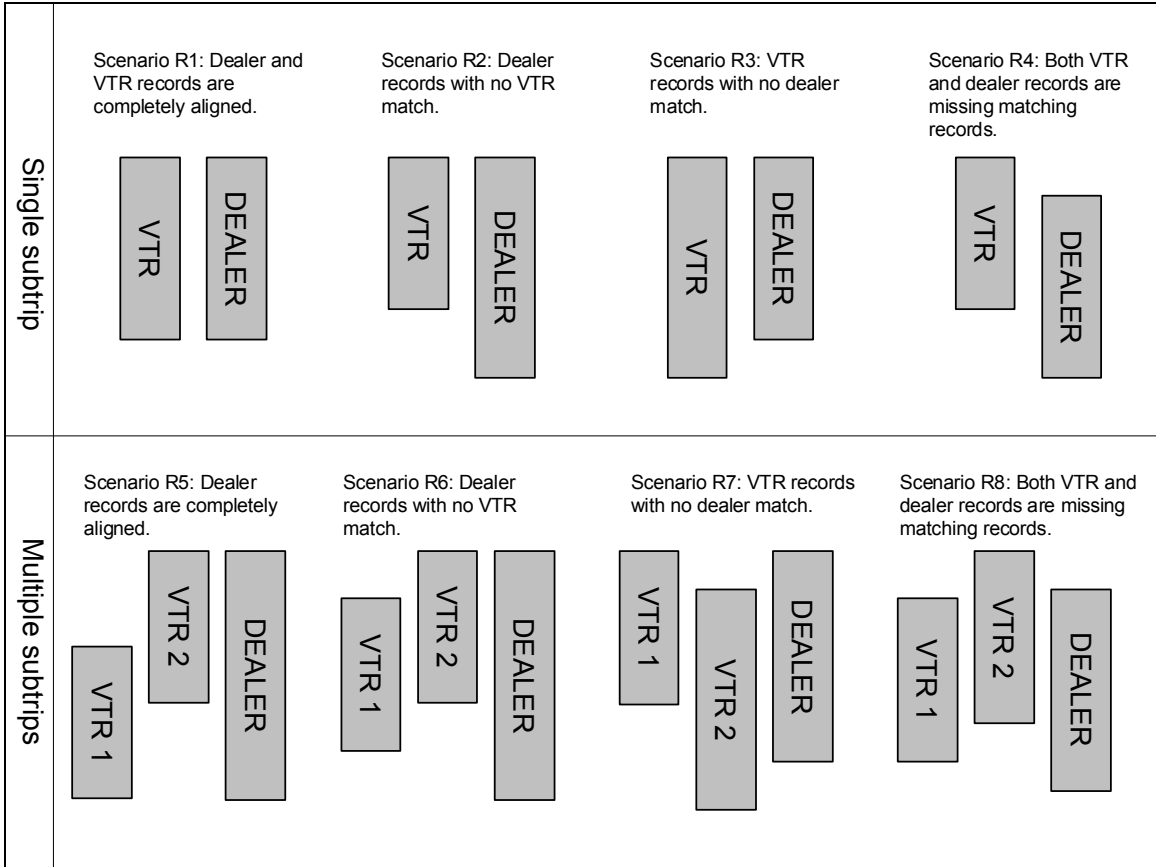 Single subtrip
Scenario R1: Dealer and
VTR records are
completely aligned.
VTR
DEALER
Scenario R2: Dealer
records with no VTR
match.
VTR
DEALER
Scenario R3: VTR
records with no dealer
match.
VTR
DEALER
Scenario R4: Both VTR
and dealer records are
missing matching
records.
VTR
DEALER
Multiple subtrips
Scenario R5: Dealer
records are completely
aligned.
VTR 1
VTR 2
DEALER
Scenario R6: Dealer
records with no VTR
match.
VTR 1
VTR 2
DEALER
Scenario R7: VTR records
with no dealer match.
VTR 1
VTR 2
DEALER
Scenario R8: Both VTR and
dealer records are missing
matching records.
VTR 1
VTR 2
DEALER